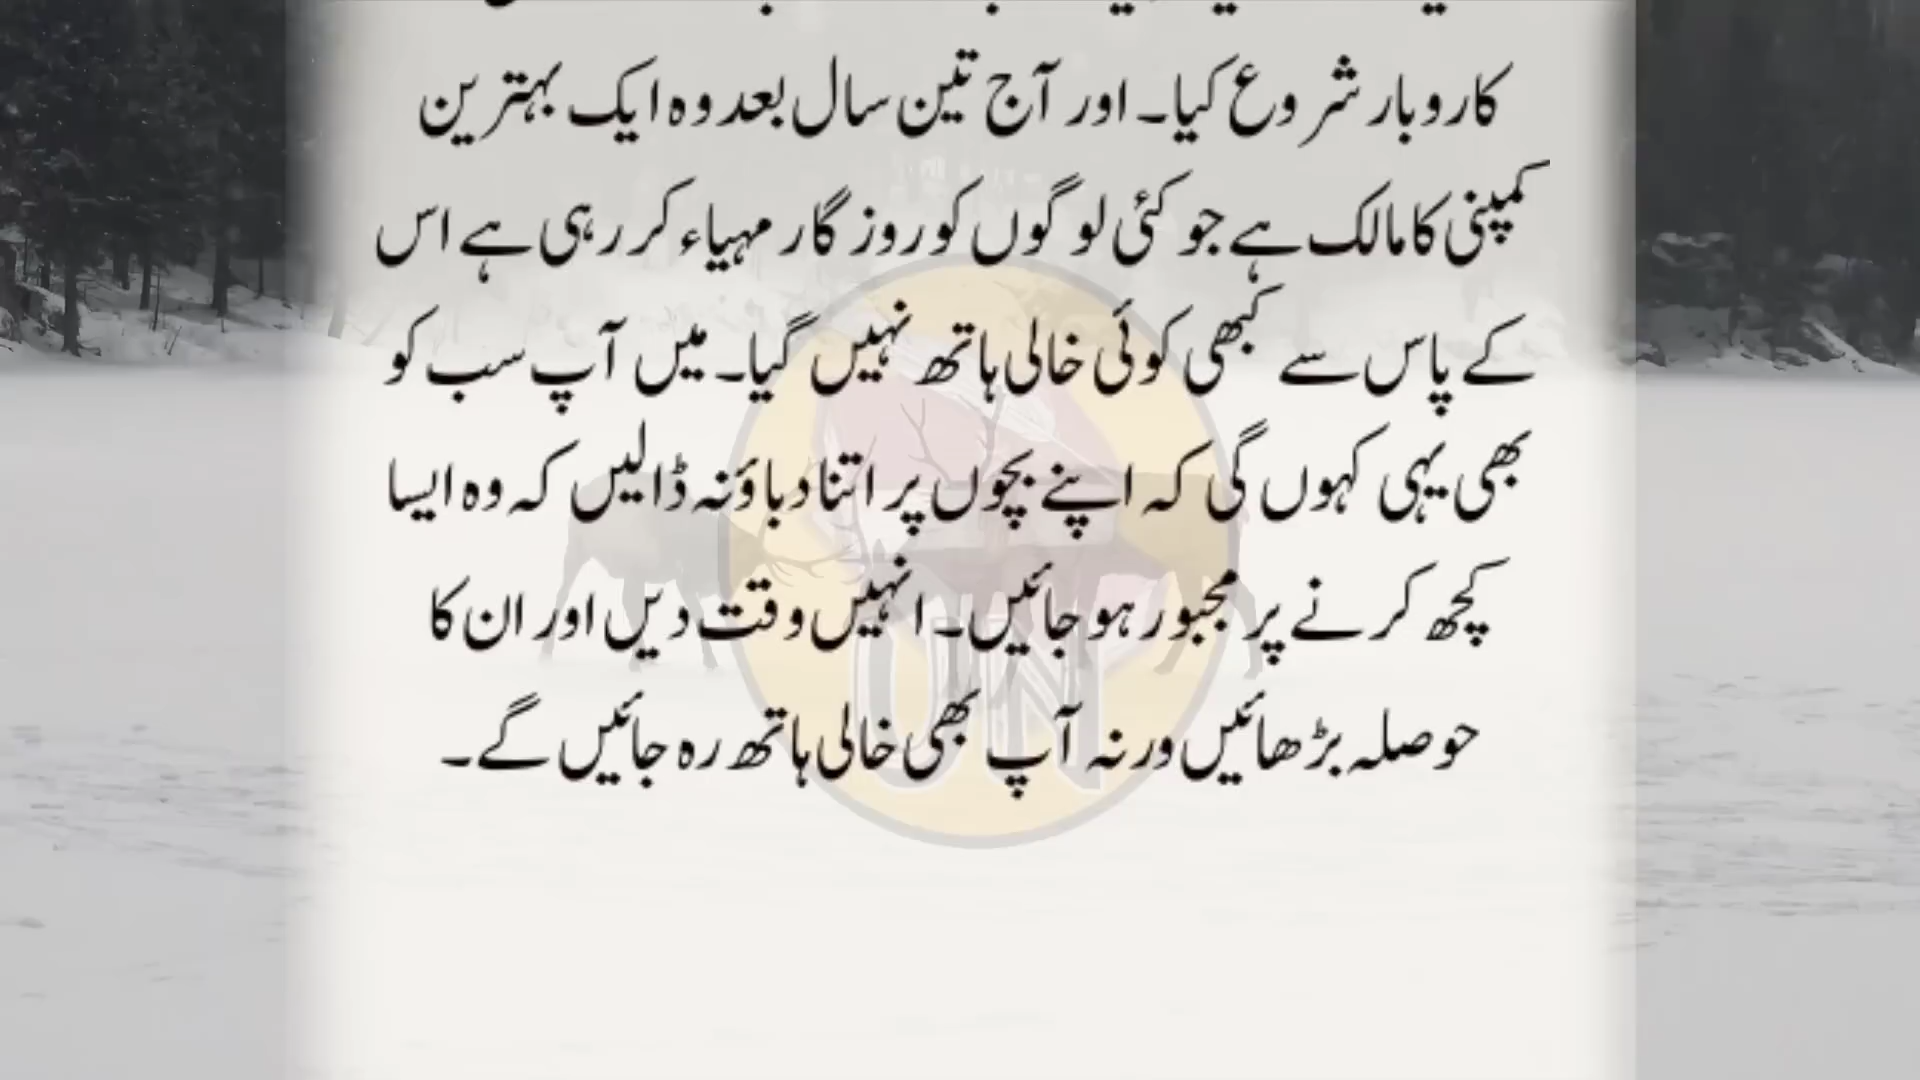 کاروبار شروع کیا۔ اور آج تین سال بعد وہ ایک بہترین
کمپنی کا مالک ہے جو کئی لوگوں کو روز گار مہیاء کر رہی ہے اس
کے پاس سے کبھی کوئی خالی ہاتھ نہیں گیا۔ میں آپ سب کو
بھی یہی کہوں گی کہ اپنے بچوں پر اتنا دباؤ نہ ڈالیں کہ وہ ایسا
کچھ کرنے پر مجبور ہو جائیں۔ انہیں وقت دیں اور ان کا
حوصلہ بڑھائیں ورنہ آپ بھی خالی ہاتھ رہ جائیں گے۔
UN